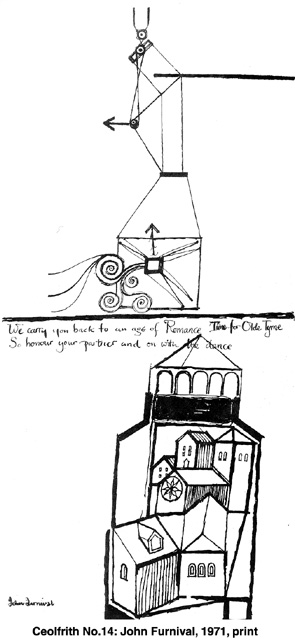 We carry you back to an age of Romance Time for Olde Tyme
So honour your partner and on with the dance
John Furnival
Ceolfrith No.14: John Furnival, 1971, print